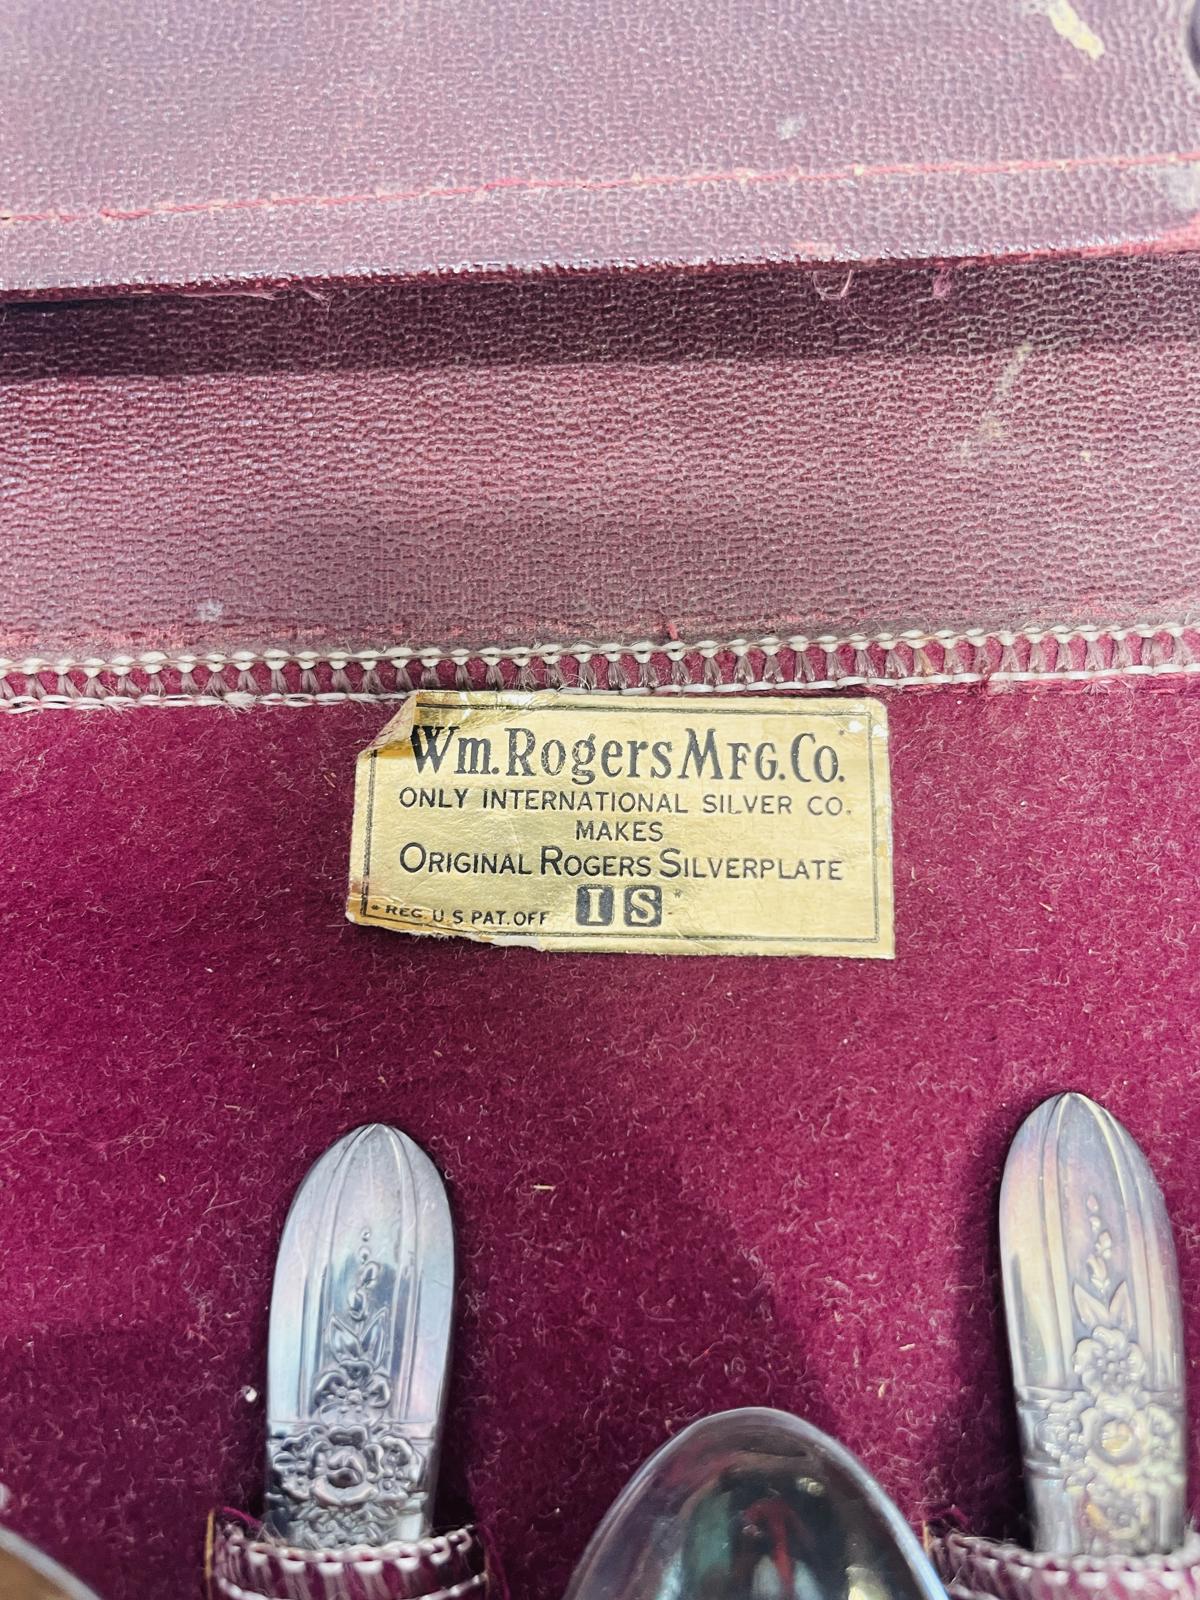 Wm. Rogers MFG. Co.*
ONLY INTERNATIONAL SILVER CO.
MAKES
ORIGINAL ROGERS SILVERPLATE
IS*
* REG. U.S. PAT. OFF